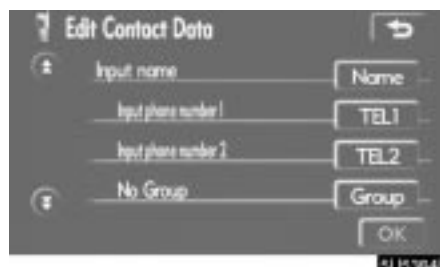 Edit Contact Data
Input name Name
Input phone number 1 TEL1
Input phone number 2 TEL2
No Group Group
OK